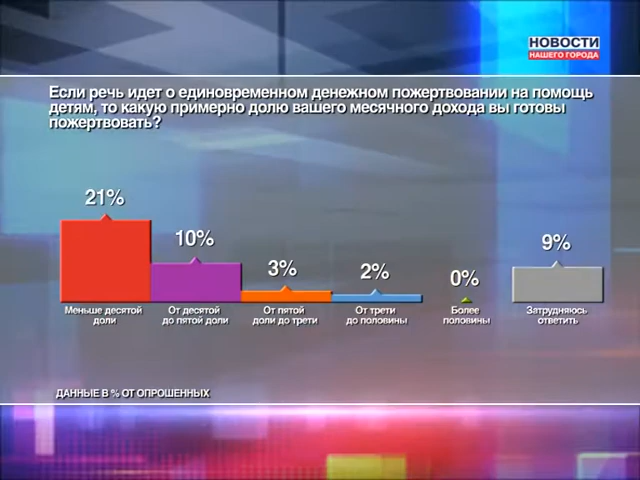 НОВОСТИ
НАШЕГО ГОРОДА
Если речь идет о единовременном денежном пожертвовании на помощь
детям, то какую примерно долю вашего месячного дохода вы готовы
пожертвовать?
21%
10%
3%
2%
0%
9%
Меньше десятой
доли
От десятой
до пятой доли
От пятой
доли до трети
От трети
до половины
Более
половины
Затрудняюсь
ответить
ДАННЫЕ В % ОТ ОПРОШЕННЫХ